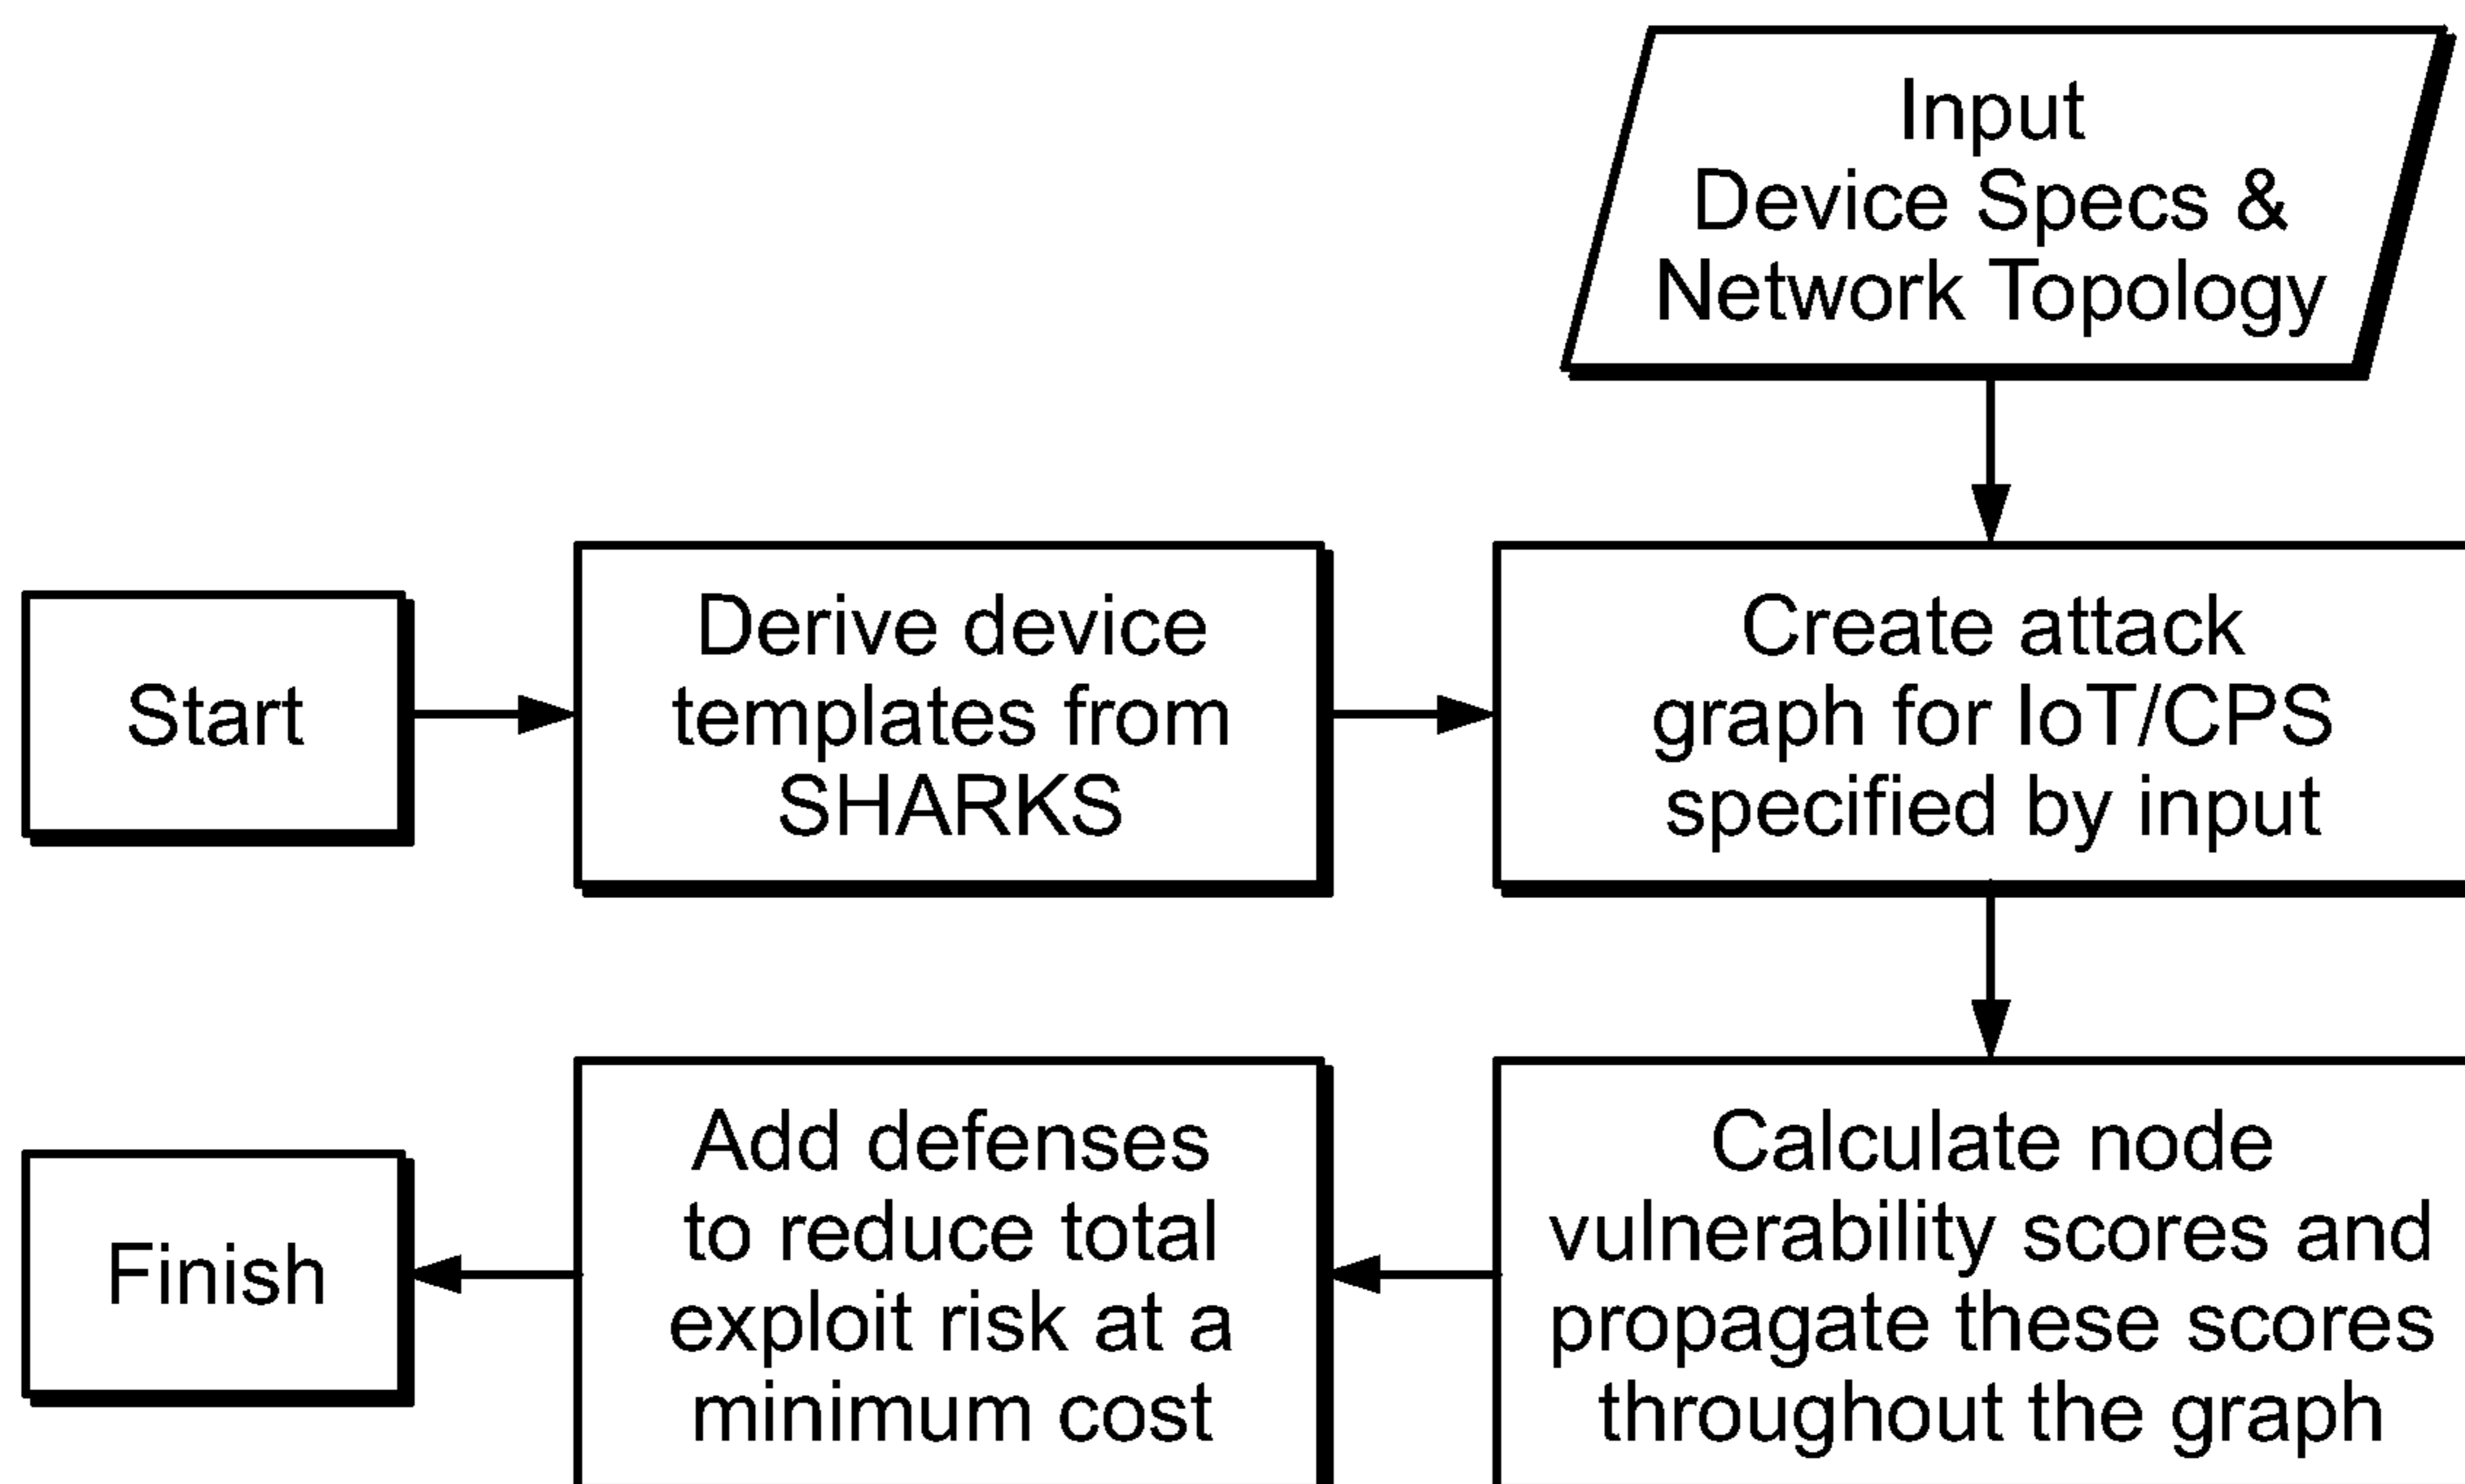 Input
Device Specs &
Network Topology
Start
Derive device
templates from
SHARKS
Create attack
graph for IoT/CPS
specified by input
Finish
Add defenses
to reduce total
exploit risk at a
minimum cost
Calculate node
vulnerability scores and
propagate these scores
throughout the graph